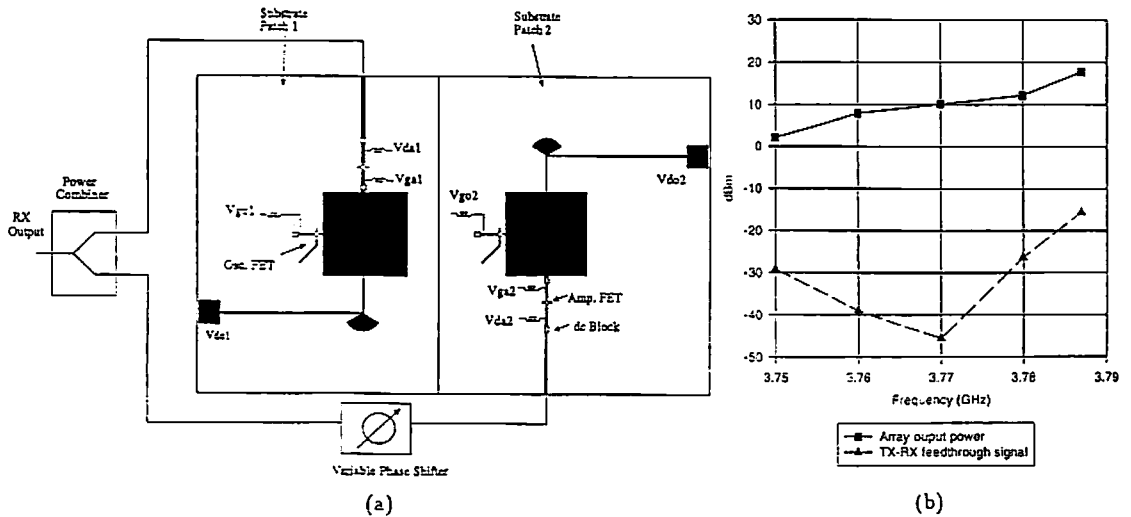 Substrate
Patch 1
Substrate
Patch 2
Vda1
Vga1
Vdo2
Power
Combiner
RX
Output
Vgo2
Osc. FET
Vga2
Amp. FET
Vda2
dc Block
Variable Phase Shifter
(a)
30
20
10
0
-10
-20
-30
-40
-50
dBm
3.75
3.76
3.77
3.78
3.79
Frequency (GHz)
Array ouput power
TX-RX feedthrough signal
(b)